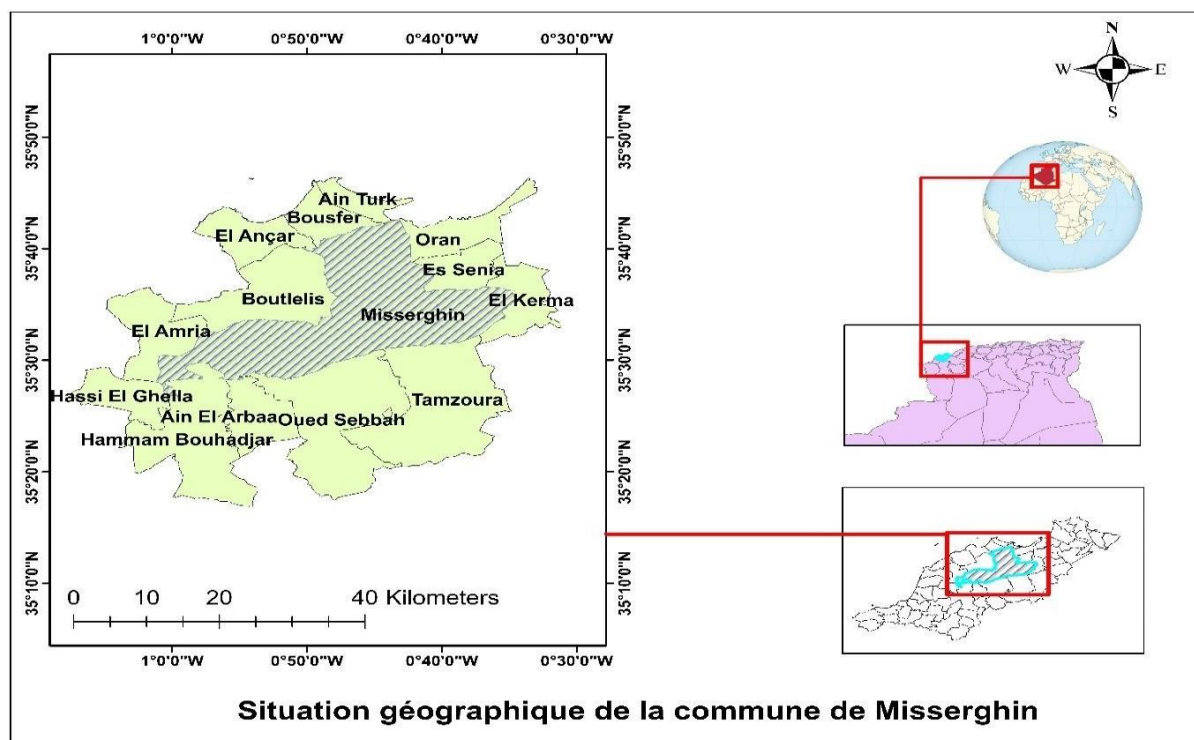 1°0'0"W 0°50'0"W 0°40'0"W 0°30'0"W
N
W E
S
35°50'0"N
35°40'0"N
35°30'0"N
35°20'0"N
35°10'0"N
Ain Turk
Bousfer
El Ançar
Oran
Es Senia
Boutlelis
El Kerma
Misserghin
El Amria
Hassi El Ghella
Tamzoura
Ain El Arbaa
Oued Sebbah
Hammam Bouhadjar
35°50'0"N
35°40'0"N
35°30'0"N
35°20'0"N
35°10'0"N
0 10 20 40 Kilometers
1°0'0"W 0°50'0"W 0°40'0"W 0°30'0"W
Situation géographique de la commune de Misserghin